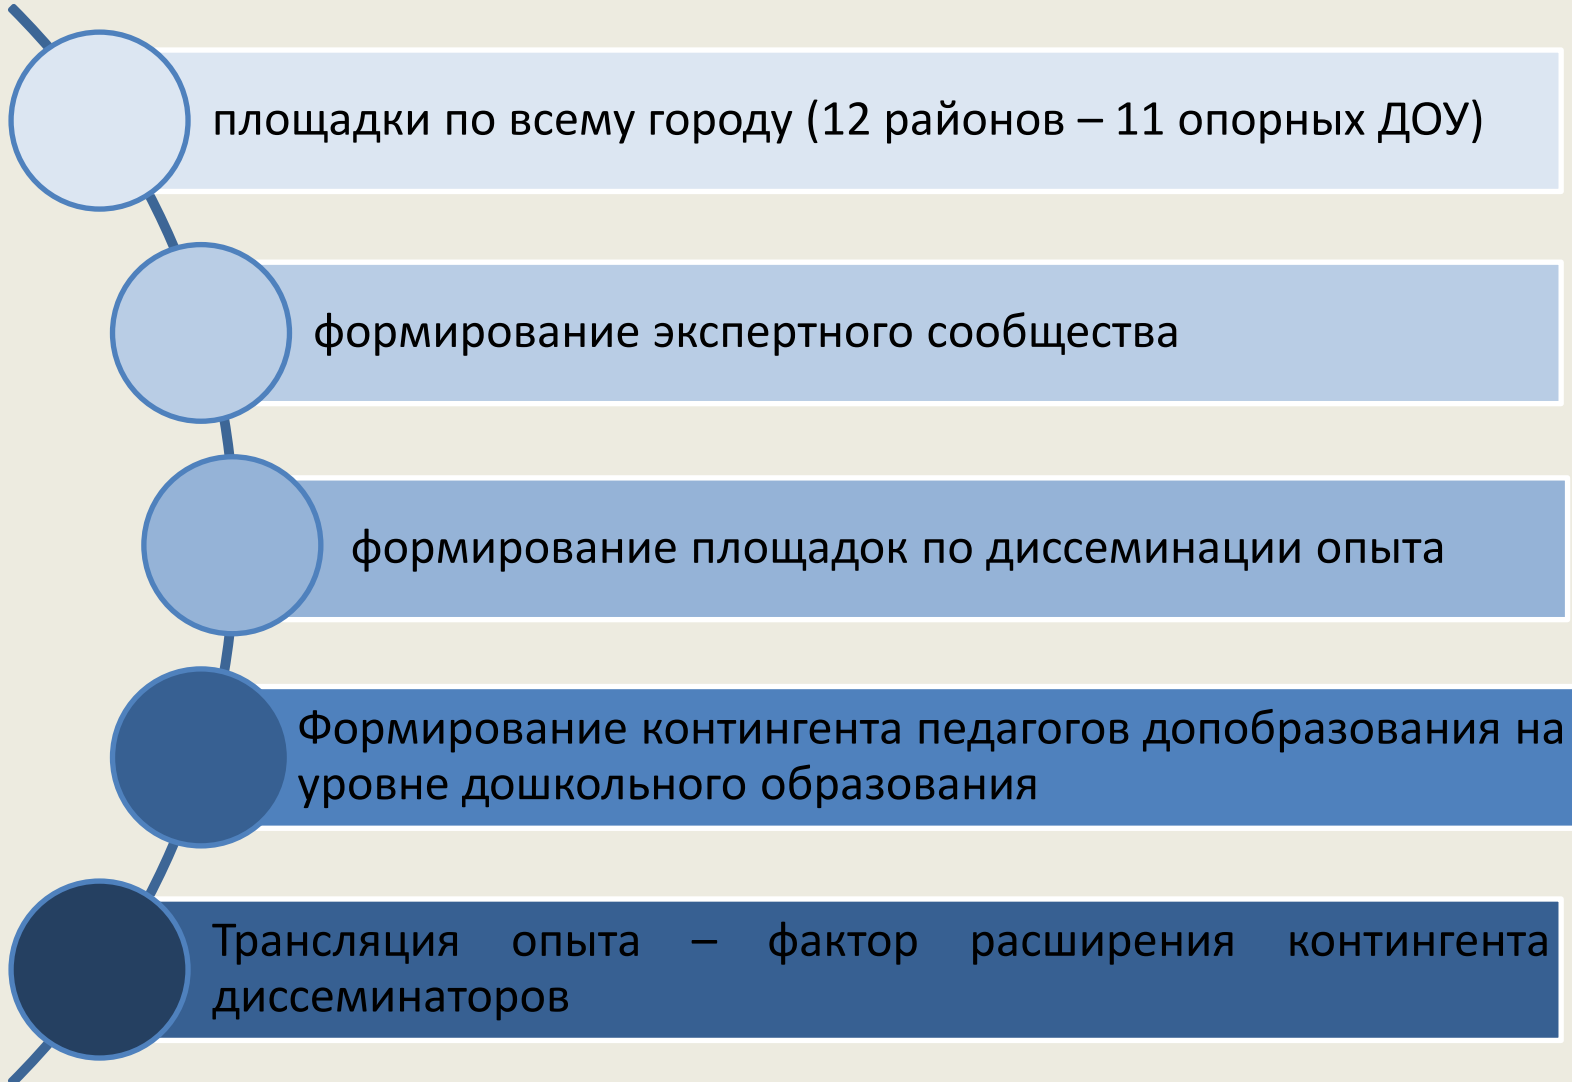 площадки по всему городу (12 районов – 11 опорных ДОУ)
формирование экспертного сообщества
формирование площадок по диссеминации опыта
Формирование контингента педагогов допобразования на
уровне дошкольного образования
Трансляция опыта – фактор расширения контингента
диссеминаторов